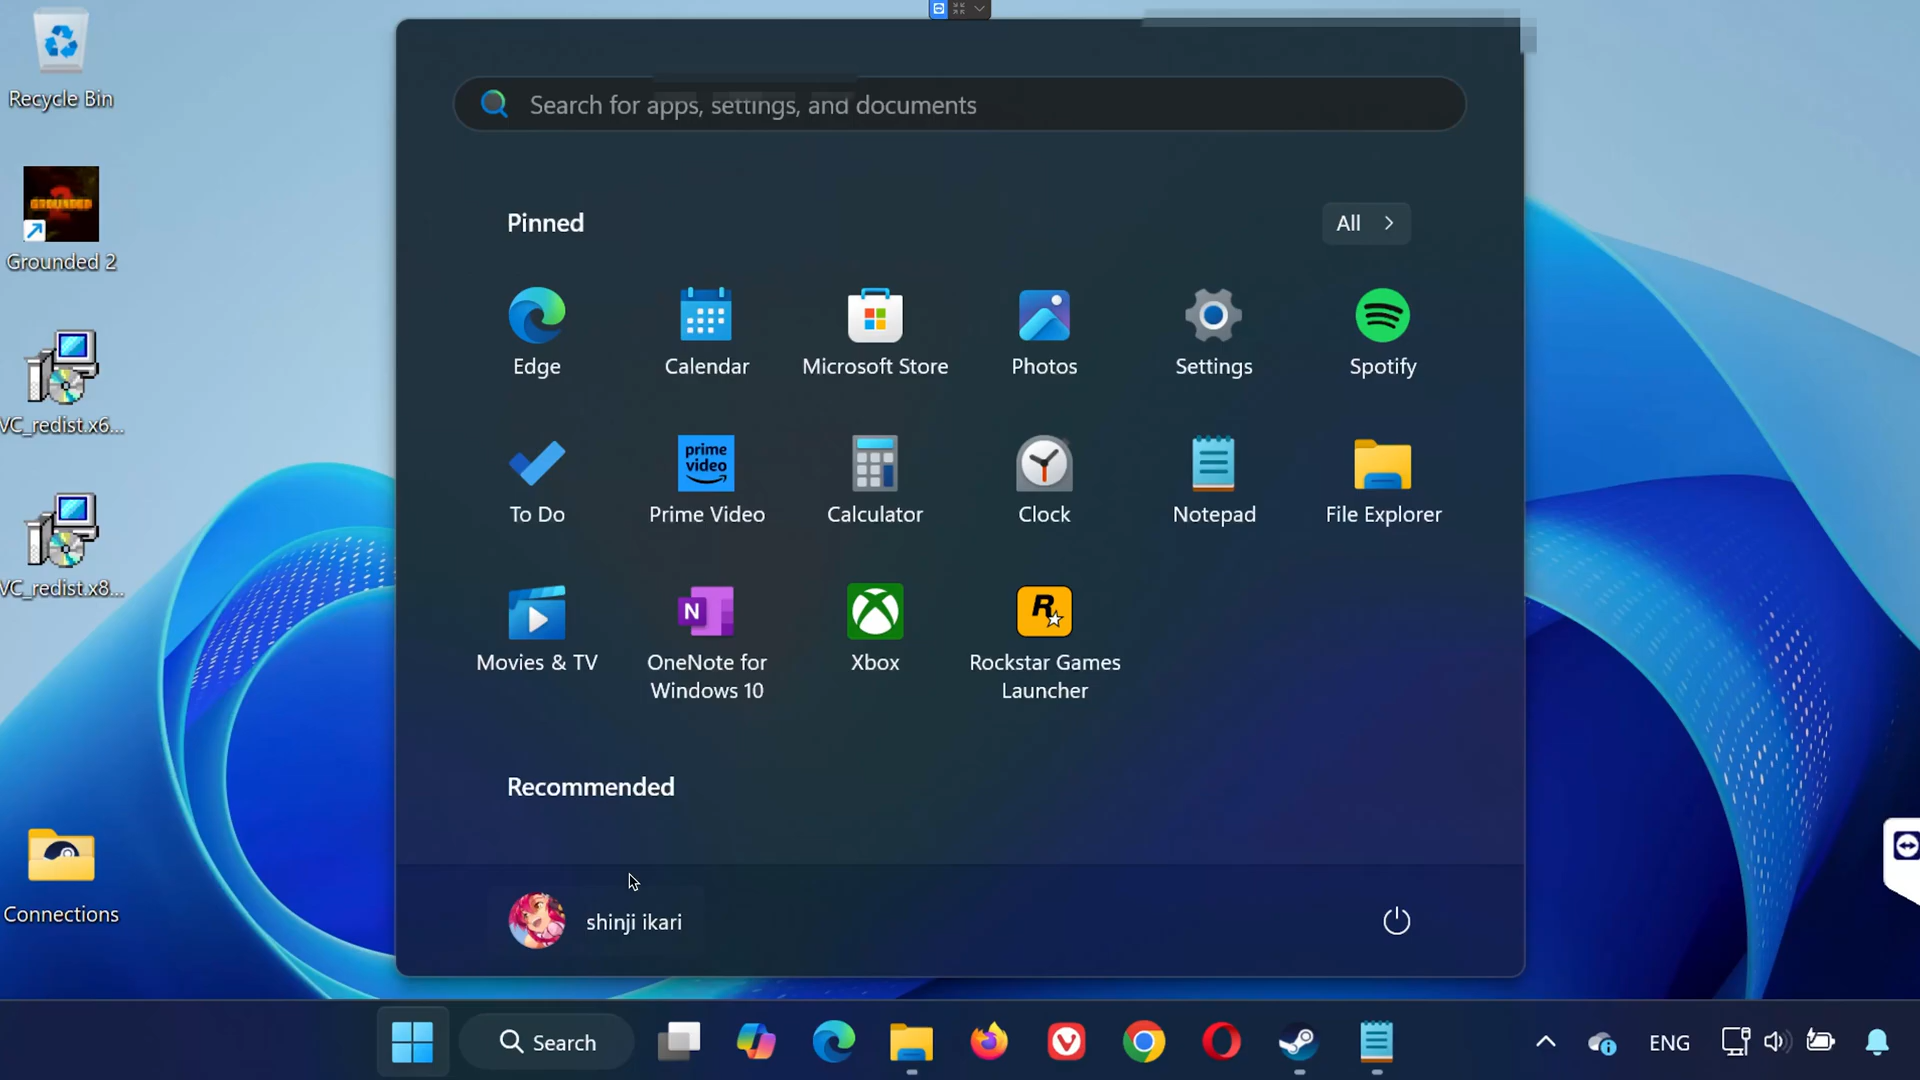 Recycle Bin
GROUNDED
2
Grounded 2
VC_redist.x6...
VC_redist.x8...
Connections
Search for apps, settings, and documents
Pinned
All
Edge
Calendar
Microsoft Store
Photos
Settings
Spotify
prime
video
To Do
Prime Video
Calculator
Clock
Notepad
File Explorer
N
R
Movies & TV
OneNote for
Windows 10
Xbox
Rockstar Games
Launcher
Recommended
shinji ikari
Search
ENG